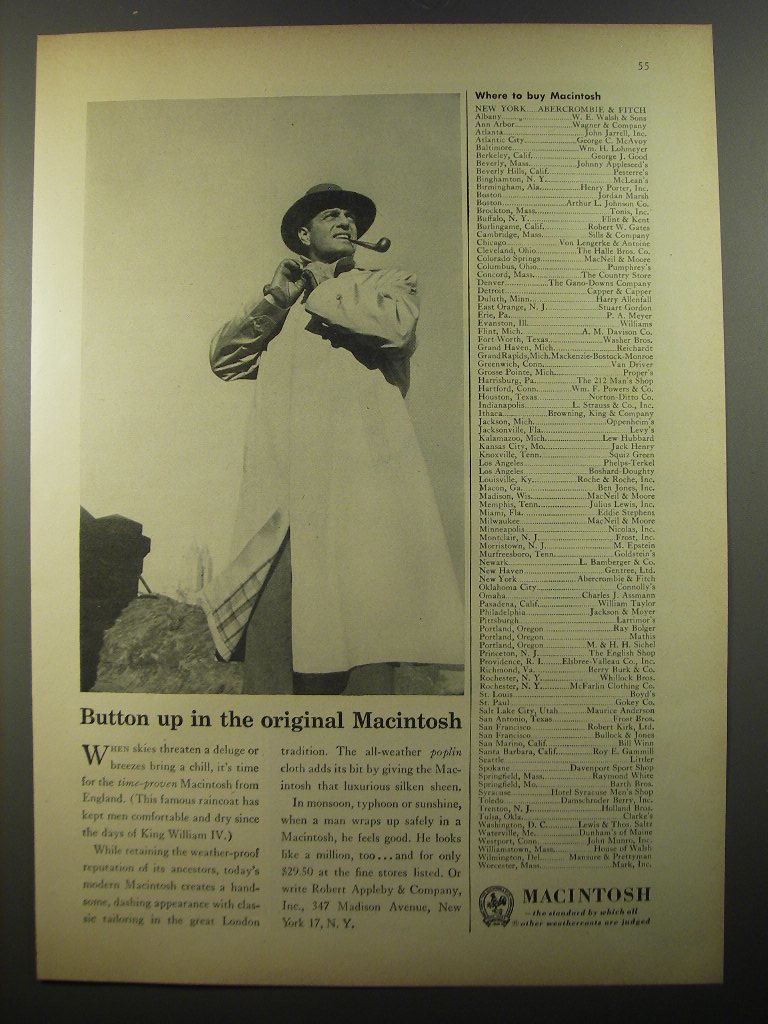 55
Button up in the original Macintosh
WHEN skies threaten a deluge or
breezes bring a chill, it's time
for the time-proven Macintosh from
England. (This famous raincoat has
kept men comfortable and dry since
the days of King William IV.)
While retaining the weather-proof
reputation of its ancestors, today's
modern Macintosh creates a hand-
some, dashing appearance with clas-
sic tailoring in the great London
tradition. The all-weather poplin
cloth adds its bit by giving the Mac-
intosh that luxurious silken sheen.
In monsoon, typhoon or sunshine,
when a man wraps up safely in a
Macintosh, he feels good. He looks
like a million, too...and for only
$29.50 at the fine stores listed. Or
write Robert Appleby & Company,
Inc., 347 Madison Avenue, New
York 17, N. Y.
Where to buy Macintosh
NEW YORK....ABERCROMBIE & FITCH
Albany....W. E. Walsh & Sons
Ann Arbor....Wagner & Company
Atlanta....John Jarrell, Inc.
Atlantic City....George C. McAvoy
Baltimore....Wm. H. Lohmeyer
Berkeley, Calif.....George J. Good
Beverly, Mass.....Johnny Appleseed's
Beverly Hills, Calif.....Pesterre's
Binghamton, N. Y.....McLean's
Birmingham, Ala.....Henry Porter, Inc.
Boston....Jordan Marsh
Boston....Arthur L. Johnson Co.
Brockton, Mass.....Tonis, Inc.
Buffalo, N. Y.....Flint & Kent
Burlingame, Calif.....Robert W. Gates
Cambridge, Mass.....Sills & Company
Chicago....Von Lengerke & Antoine
Cleveland, Ohio....The Halle Bros. Co.
Colorado Springs....MacNeil & Moore
Columbus, Ohio....Pumphrey's
Concord, Mass.....The Country Store
Denver....The Gano-Downs Company
Detroit....Capper & Capper
Duluth, Minn.....Harry Allenfall
East Orange, N. J.....Stuart Gordon
Erie, Pa.....P. A. Meyer
Evanston, Ill.....Williams
Flint, Mich.....A. M. Davison Co.
Fort Worth, Texas....Washer Bros.
Grand Haven, Mich.....Reichardt
GrandRapids,Mich.Mackenzie-Bostock-Monroe
Greenwich, Conn.....Van Driver
Grosse Pointe, Mich.....Proper's
Harrisburg, Pa.....The 212 Man's Shop
Hartford, Conn.....Wm. F. Powers & Co.
Houston, Texas....Norton-Ditto Co.
Indianapolis....L. Strauss & Co., Inc.
Ithaca....Browning, King & Company
Jackson, Mich.....Oppenheim's
Jacksonville, Fla.....Levy's
Kalamazoo, Mich.....Lew Hubbard
Kansas City, Mo.....Jack Henry
Knoxville, Tenn.....Squiz Green
Los Angeles....Phelps-Terkel
Los Angeles....Boshard-Doughty
Louisville, Ky.....Roche & Roche, Inc.
Macon, Ga.....Ben Jones, Inc.
Madison, Wis.....MacNeil & Moore
Memphis, Tenn.....Julius Lewis, Inc.
Miami, Fla.....Eddie Stephens
Milwaukee....MacNeil & Moore
Minneapolis....Nicolas, Inc.
Montclair, N. J.....Frost, Inc.
Morristown, N. J.....M. Epstein
Murfreesboro, Tenn.....Goldstein's
Newark....L. Bamberger & Co.
New Haven....Gentree, Ltd.
New York....Abercrombie & Fitch
Oklahoma City....Connolly's
Omaha....Charles J. Assmann
Pasadena, Calif.....William Taylor
Philadelphia....Jackson & Moyer
Pittsburgh....Larrimor's
Portland, Oregon....Ray Bolger
Portland, Oregon....Mathis
Portland, Oregon....M. & H. H. Sichel
Princeton, N. J.....The English Shop
Providence, R. I.....Elsbree-Valleau Co., Inc.
Richmond, Va.....Berry Burk & Co.
Rochester, N. Y.....Whillock Bros.
Rochester, N. Y.....McFarlin Clothing Co.
St. Louis....Boyd's
St. Paul....Gokey Co.
Salt Lake City, Utah....Maurice Anderson
San Antonio, Texas....Frost Bros.
San Francisco....Robert Kirk, Ltd.
San Francisco....Bullock & Jones
San Marino, Calif.....Bill Winn
Santa Barbara, Calif.....Roy E. Gammill
Seattle....Littler
Spokane....Davenport Sport Shop
Springfield, Mass.....Raymond White
Springfield, Mo.....Barth Bros.
Syracuse....Hotel Syracuse Men's Shop
Toledo....Damschroder Berry, Inc.
Trenton, N. J.....Holland Bros.
Tulsa, Okla.....Clarke's
Washington, D. C.....Lewis & Thos. Saltz
Waterville, Me.....Dunham's of Maine
Westport, Conn.....John Munro, Inc.
Williamstown, Mass.....House of Walsh
Wilmington, Del.....Mansure & Prettyman
Worcester, Mass.....Mark, Inc.
MACINTOSH
—the standard by which all
other weathercoats are judged